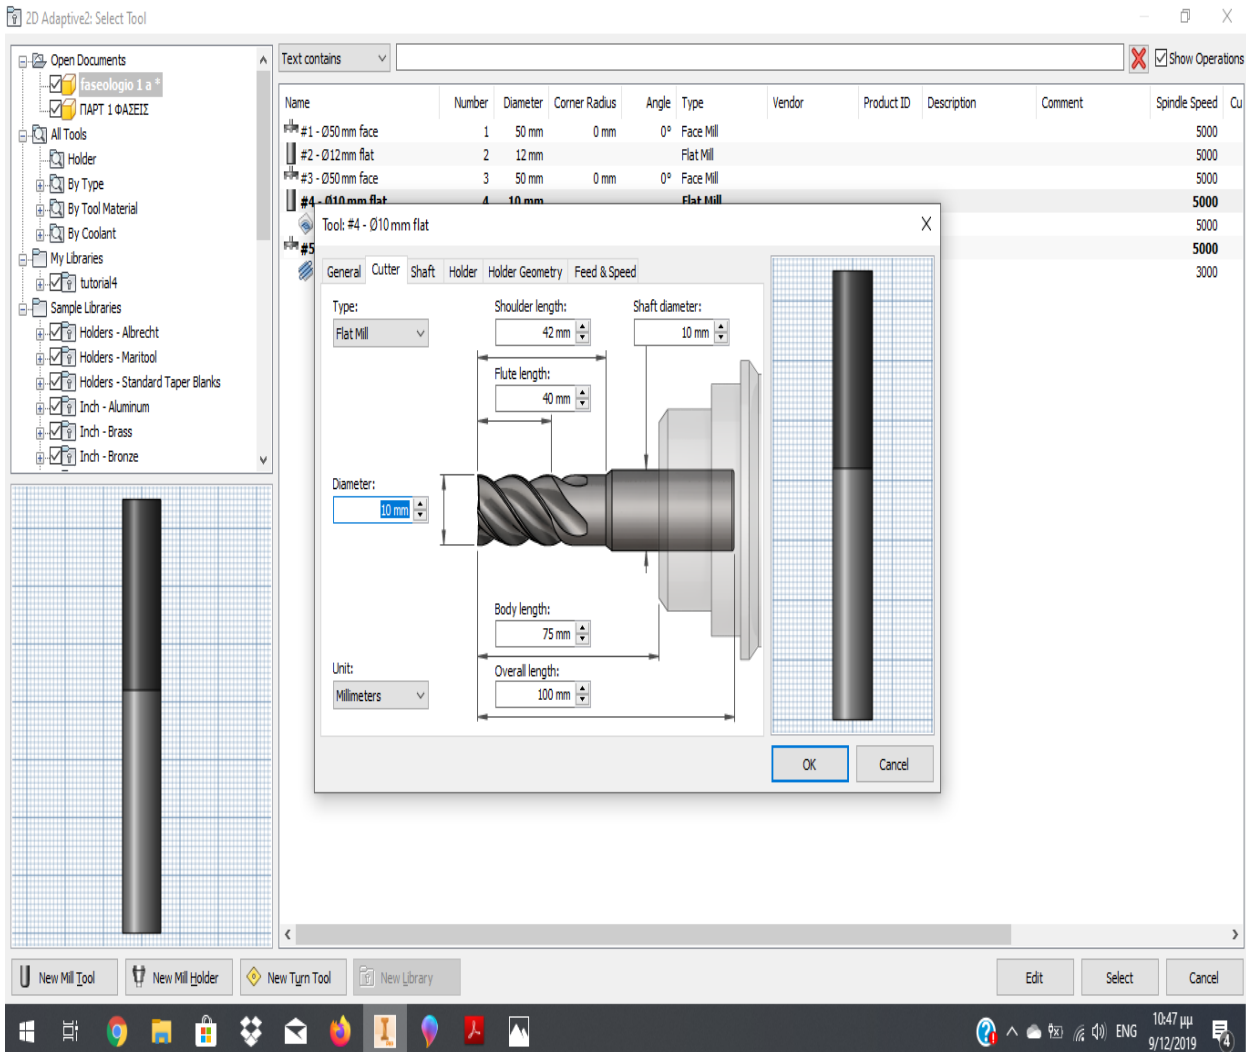 2D Adaptive2: Select Tool
Open Documents
faseologio 1 a *
ΠΑΡΤ 1 ΦΑΣΕΙΣ
All Tools
Holder
By Type
By Tool Material
By Coolant
My Libraries
tutorial4
Sample Libraries
Holders - Albrecht
Holders - Maritool
Holders - Standard Taper Blanks
Inch - Aluminum
Inch - Brass
Inch - Bronze
Text contains
Show Operations
Name Number Diameter Corner Radius Angle Type Vendor Product ID Description Comment Spindle Speed Cu
#1 - Ø50 mm face 1 50 mm 0 mm 0° Face Mill 5000
#2 - Ø12 mm flat 2 12 mm Flat Mill 5000
#3 - Ø50 mm face 3 50 mm 0 mm 0° Face Mill 5000
#4 - Ø10 mm flat 4 10 mm Flat Mill 5000
5000
#5 5000
3000
Tool: #4 - Ø10 mm flat
General Cutter Shaft Holder Holder Geometry Feed & Speed
Type:
Flat Mill
Shoulder length:
42 mm
Shaft diameter:
10 mm
Flute length:
40 mm
Diameter:
10 mm
Body length:
75 mm
Unit:
Millimeters
Overall length:
100 mm
OK Cancel
New Mill Tool New Mill Holder New Turn Tool New Library Edit Select Cancel
ENG
10:47 μμ
9/12/2019
4